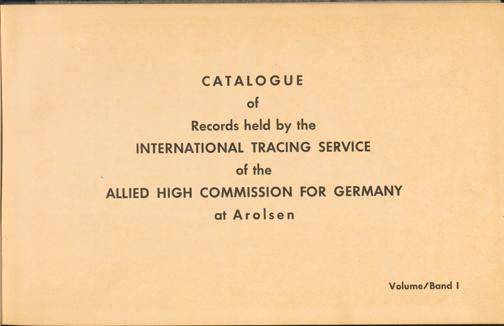 CATALOGUE
of
Records held by the
INTERNATIONAL TRACING SERVICE
of the
ALLIED HIGH COMMISSION FOR GERMANY
at Arolsen
Volume/Band I